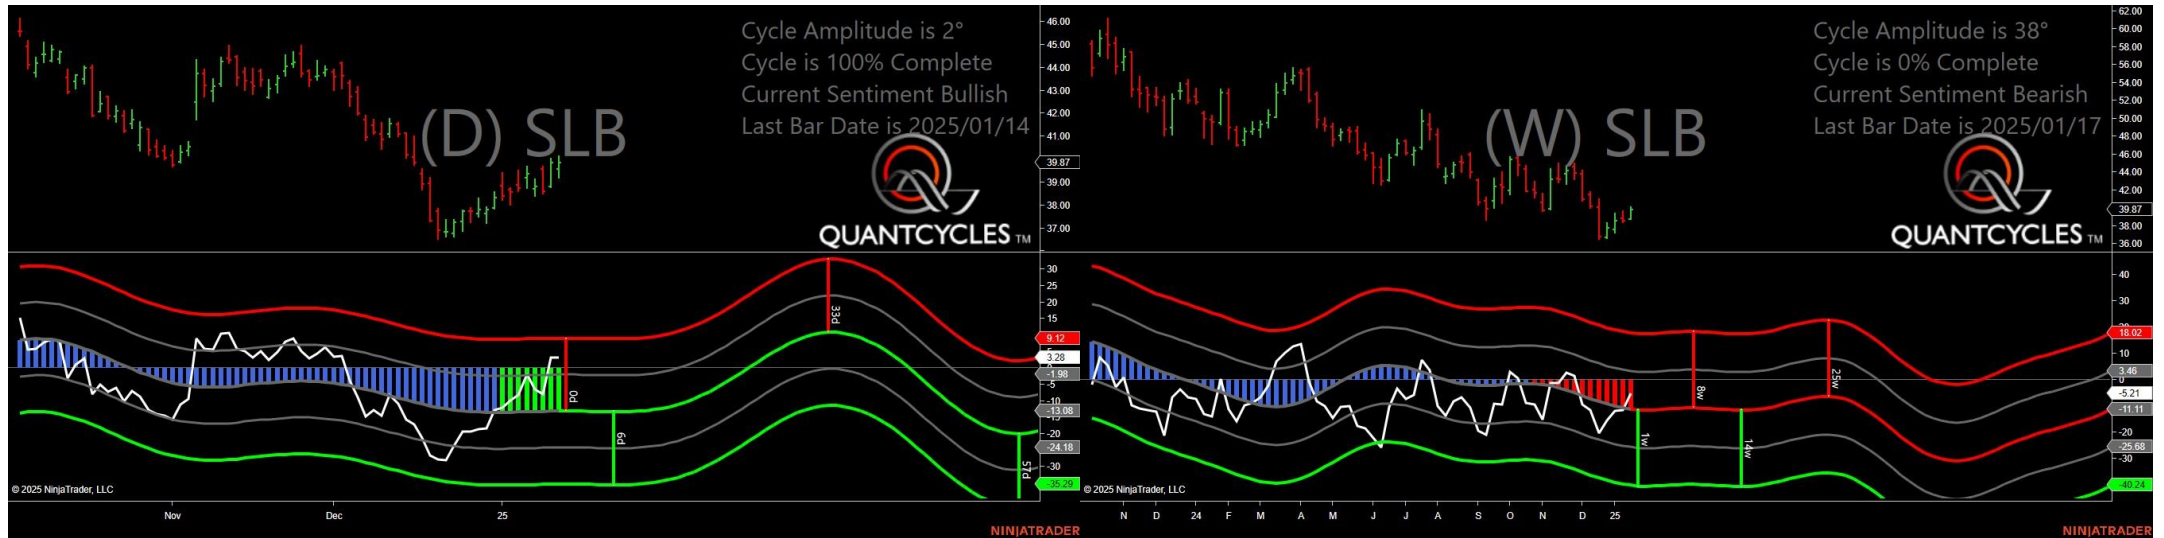 Cycle Amplitude is 2°
Cycle is 100% Complete
Current Sentiment Bullish
Last Bar Date is 2025/01/14
(D) SLB
QUANTCYCLES TM
46.00
45.00
44.00
43.00
42.00
41.00
39.87
39.00
38.00
37.00
30
25
20
15
9.12
3.28
-1.98
-5
-10
-13.08
-20
-24.18
-30
-35.29
0d
6d
33d
57d
© 2025 NinjaTrader, LLC
Nov
Dec
25
NINJATRADER
Cycle Amplitude is 38°
Cycle is 0% Complete
Current Sentiment Bearish
Last Bar Date is 2025/01/17
(W) SLB
QUANTCYCLES TM
62.00
60.00
58.00
56.00
54.00
52.00
50.00
48.00
46.00
44.00
42.00
39.87
38.00
36.00
40
30
18.02
10
3.46
0
-5.21
-11.11
-20
-25.68
-30
-40.24
1w
8w
14w
25w
© 2025 NinjaTrader, LLC
N D 24 F M A M J J A S O N D 25
NINJATRADER